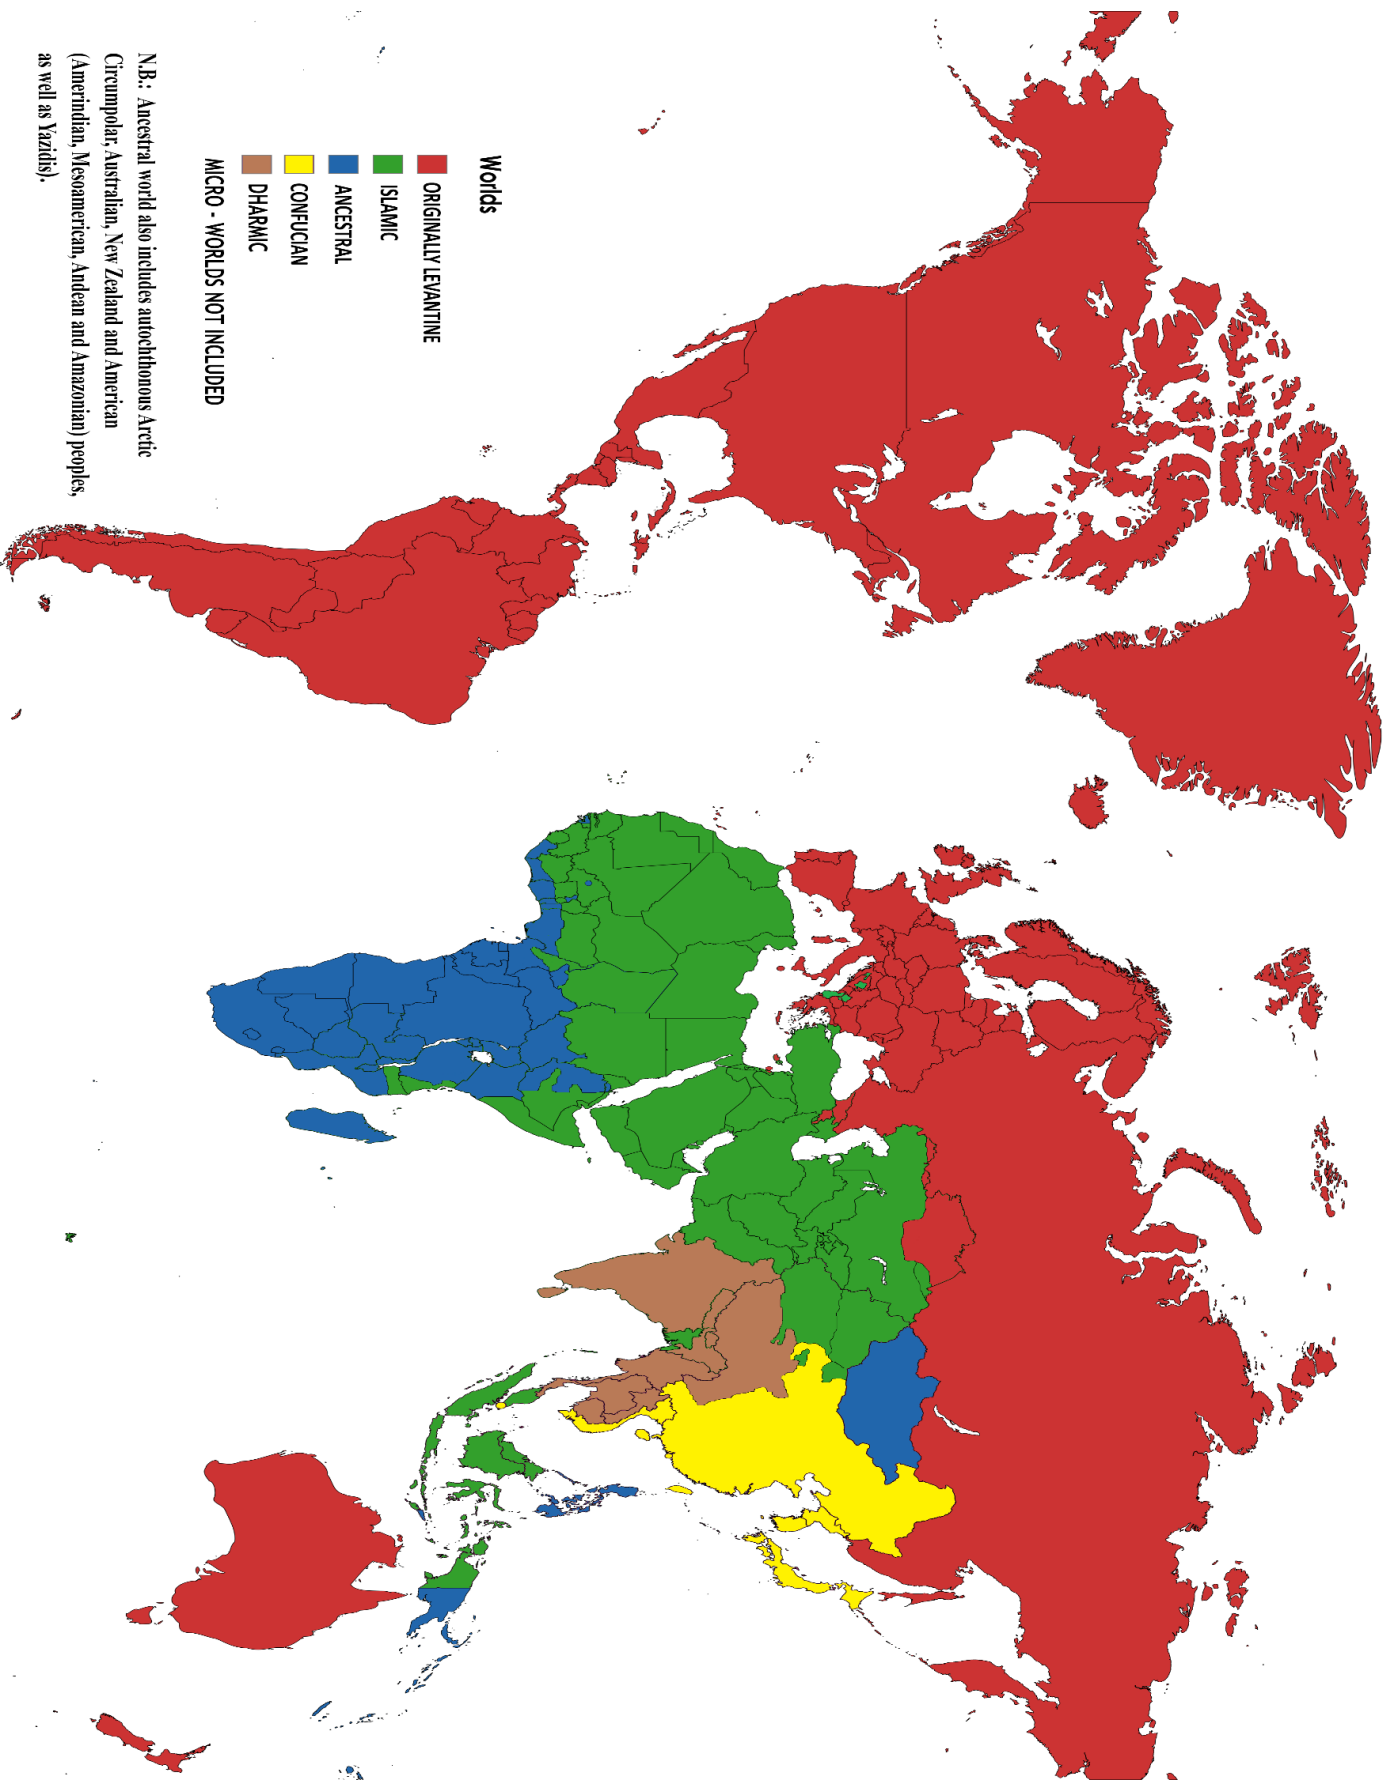 Worlds
ORIGINALLY LEVANTINE
ISLAMIC
ANCESTRAL
CONFUCIAN
DHARMIC
MICRO - WORLDS NOT INCLUDED
N.B.: Ancestral world also includes autochthonous Arctic
Circumpolar, Australian, New Zealand and American
(Amerindian, Mesoamerican, Andean and Amazonian) peoples,
as well as Yazidis).